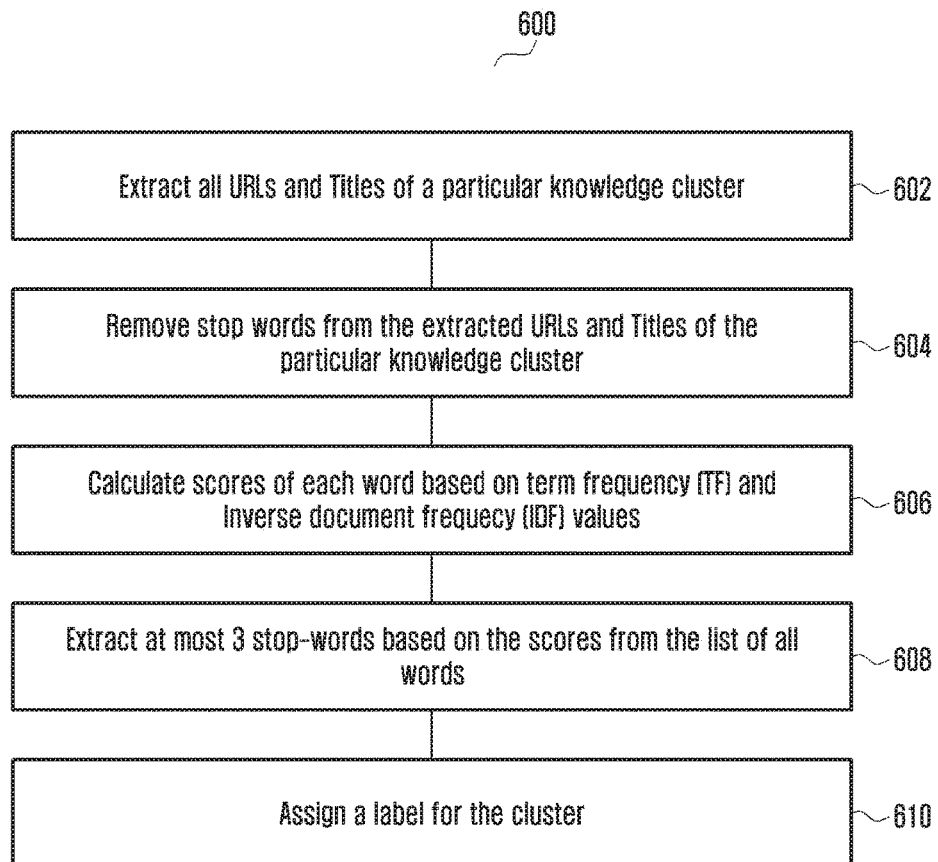 600
Extract all URLs and Titles of a particular knowledge cluster
602
Remove stop words from the extracted URLs and Titles of the
particular knowledge cluster
604
Calculate scores of each word based on term frequency (TF) and
Inverse document frequecy (IDF) values
606
Extract at most 3 stop-words based on the scores from the list of all
words
608
Assign a label for the cluster
610